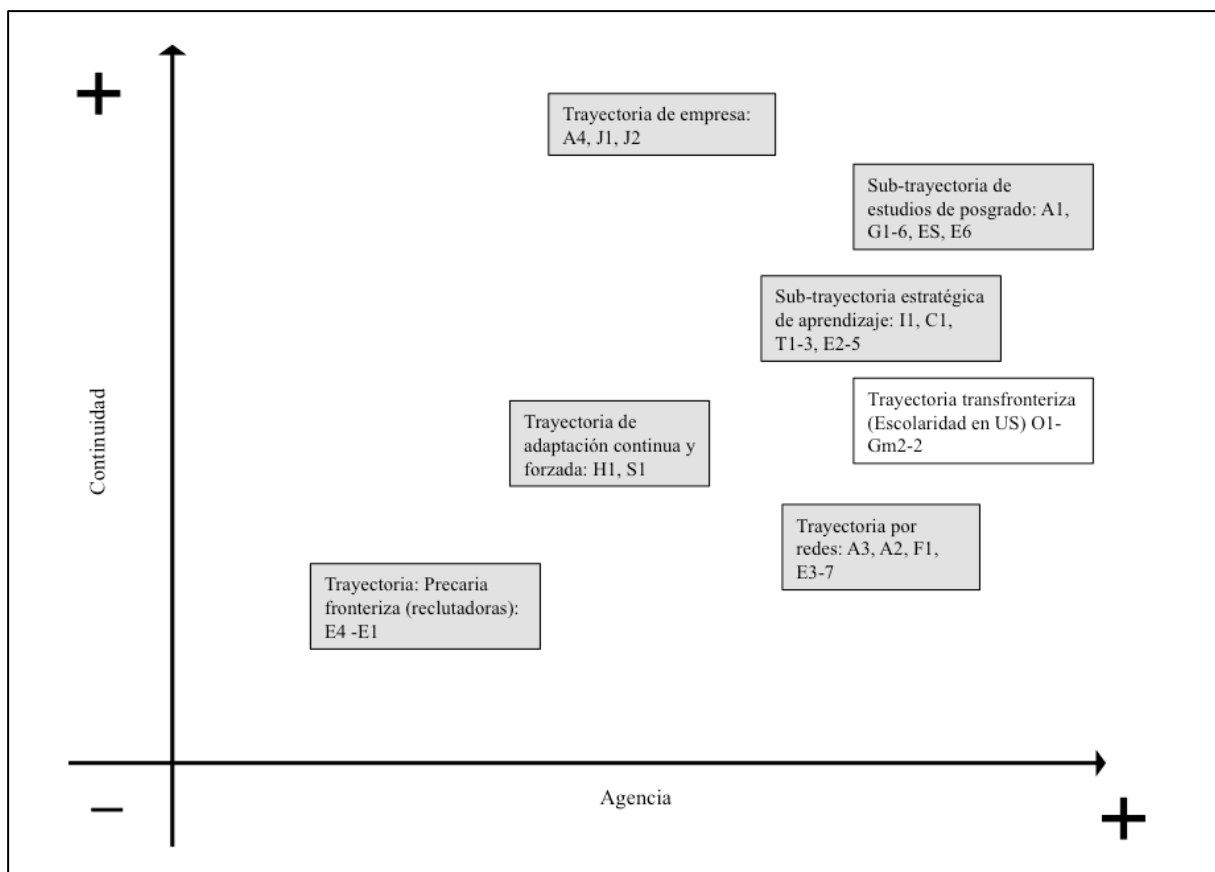 +
Trayectoria de empresa:
A4, J1, J2
Sub-trayectoria de
estudios de posgrado: A1,
G1-6, ES, E6
Sub-trayectoria estratégica
de aprendizaje: I1, C1,
T1-3, E2-5
Trayectoria transfronteriza
(Escolaridad en US) O1-
Gm2-2
Trayectoria de
adaptación continua y
forzada: H1, S1
Continuidad
Trayectoria por
redes: A3, A2, F1,
E3-7
Trayectoria: Precaria
fronteriza (reclutadoras):
E4 -E1
Agencia
−
+